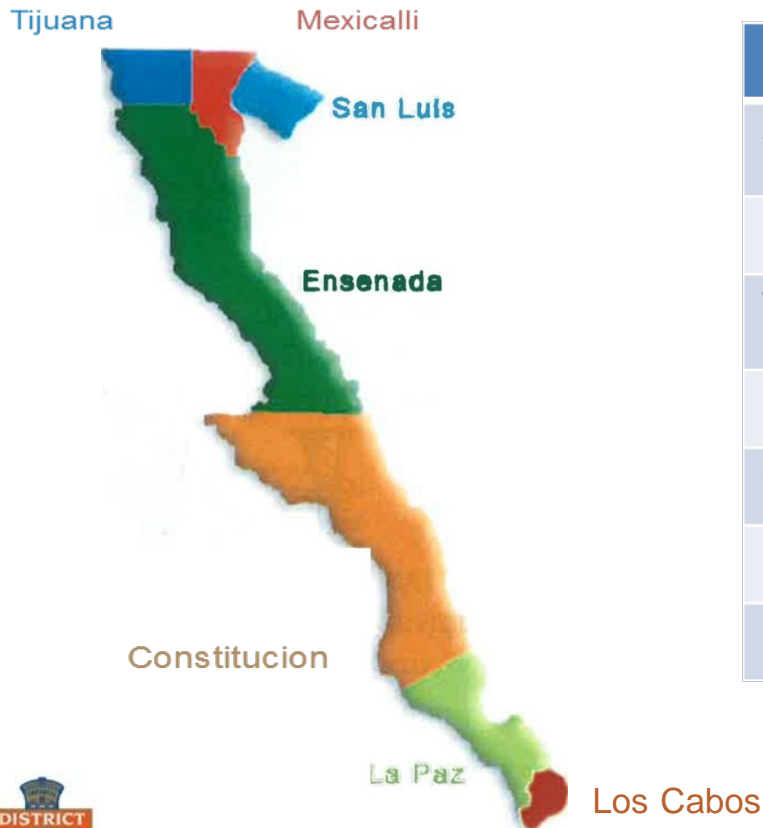 Tijuana
Mexicalli
San Luis
Ensenada
Constitucion
La Paz
Los Cabos
DISTRICT